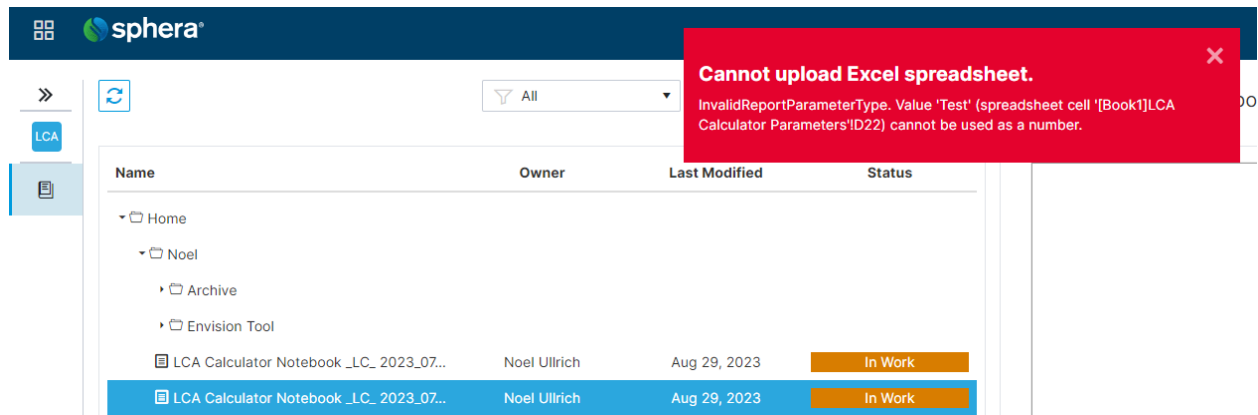 sphera®
Cannot upload Excel spreadsheet.
InvalidReportParameterType. Value 'Test' (spreadsheet cell '[Book1]LCA
Calculator Parameters'!D22) cannot be used as a number.
All
LCA
Name Owner Last Modified Status
Home
Noel
Archive
Envision Tool
LCA Calculator Notebook _LC_ 2023_07... Noel Ullrich Aug 29, 2023 In Work
LCA Calculator Notebook _LC_ 2023_07... Noel Ullrich Aug 29, 2023 In Work